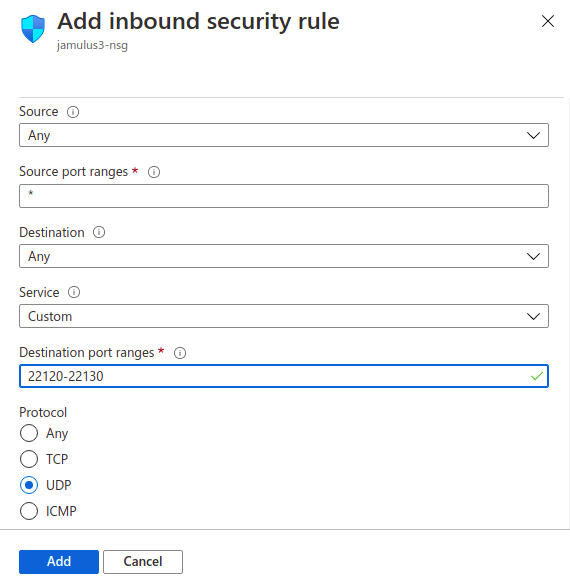 Add inbound security rule
jamulus3-nsg
Source
Any
Source port ranges *
*
Destination
Any
Service
Custom
Destination port ranges *
22120-22130
Protocol
Any
TCP
UDP
ICMP
Add Cancel